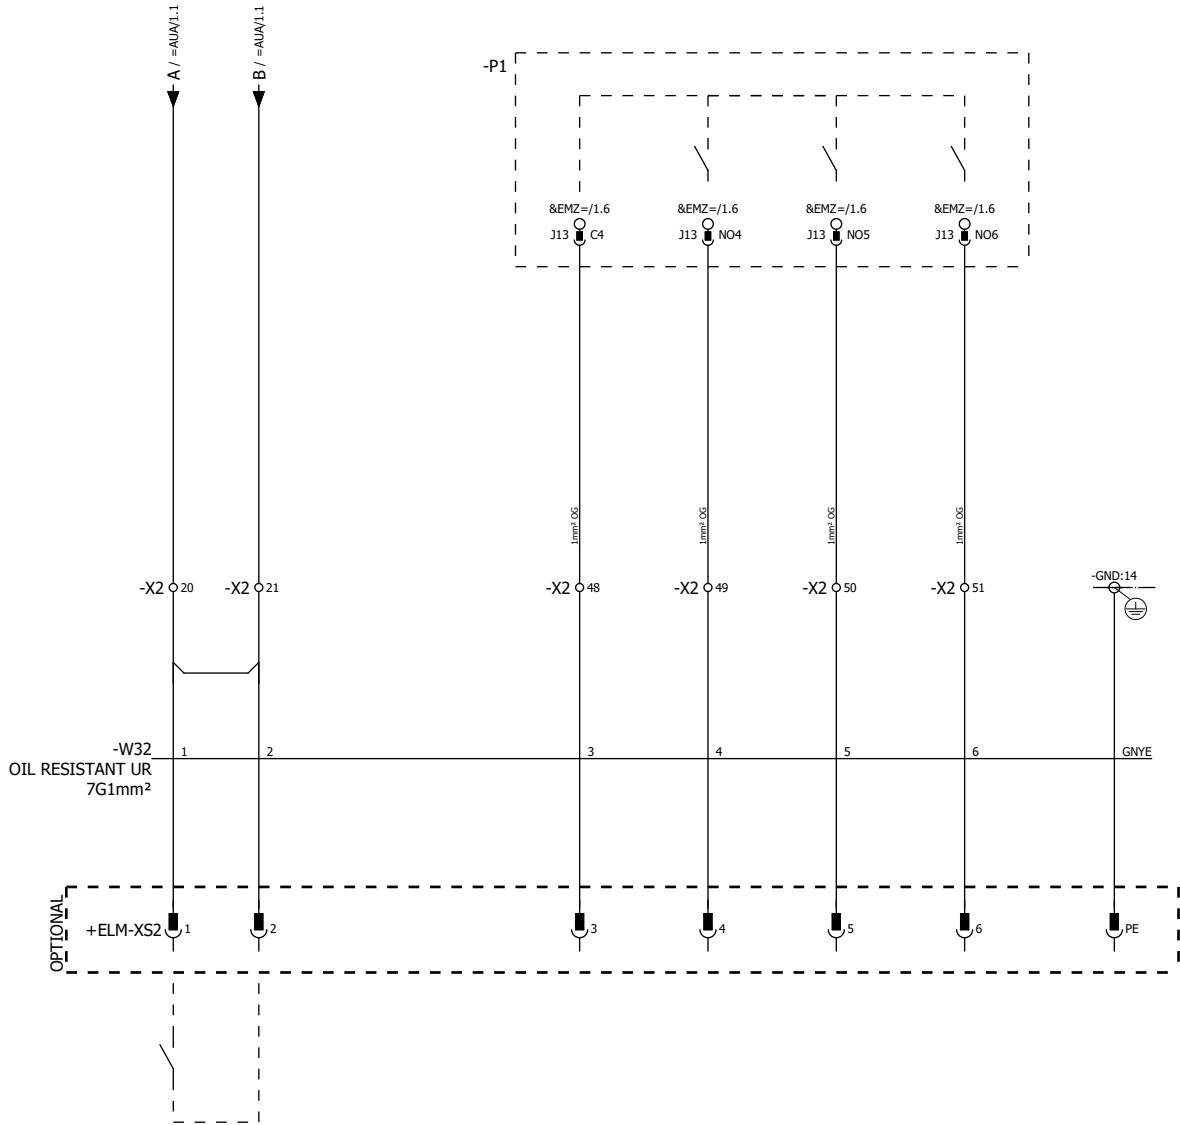 A / =AUA/1.1
B / =AUA/1.1
-P1
&EMZ=/1.6 &EMZ=/1.6 &EMZ=/1.6 &EMZ=/1.6
J13 C4 J13 NO4 J13 NO5 J13 NO6
1mm² OG 1mm² OG 1mm² OG 1mm² OG
-GND:14
-X2 20 -X2 21 -X2 48 -X2 49 -X2 50 -X2 51
-W32 1 2 3 4 5 6 GNYE
OIL RESISTANT UR
7G1mm²
OPTIONAL
+ELM-XS2 1 2 3 4 5 6 PE